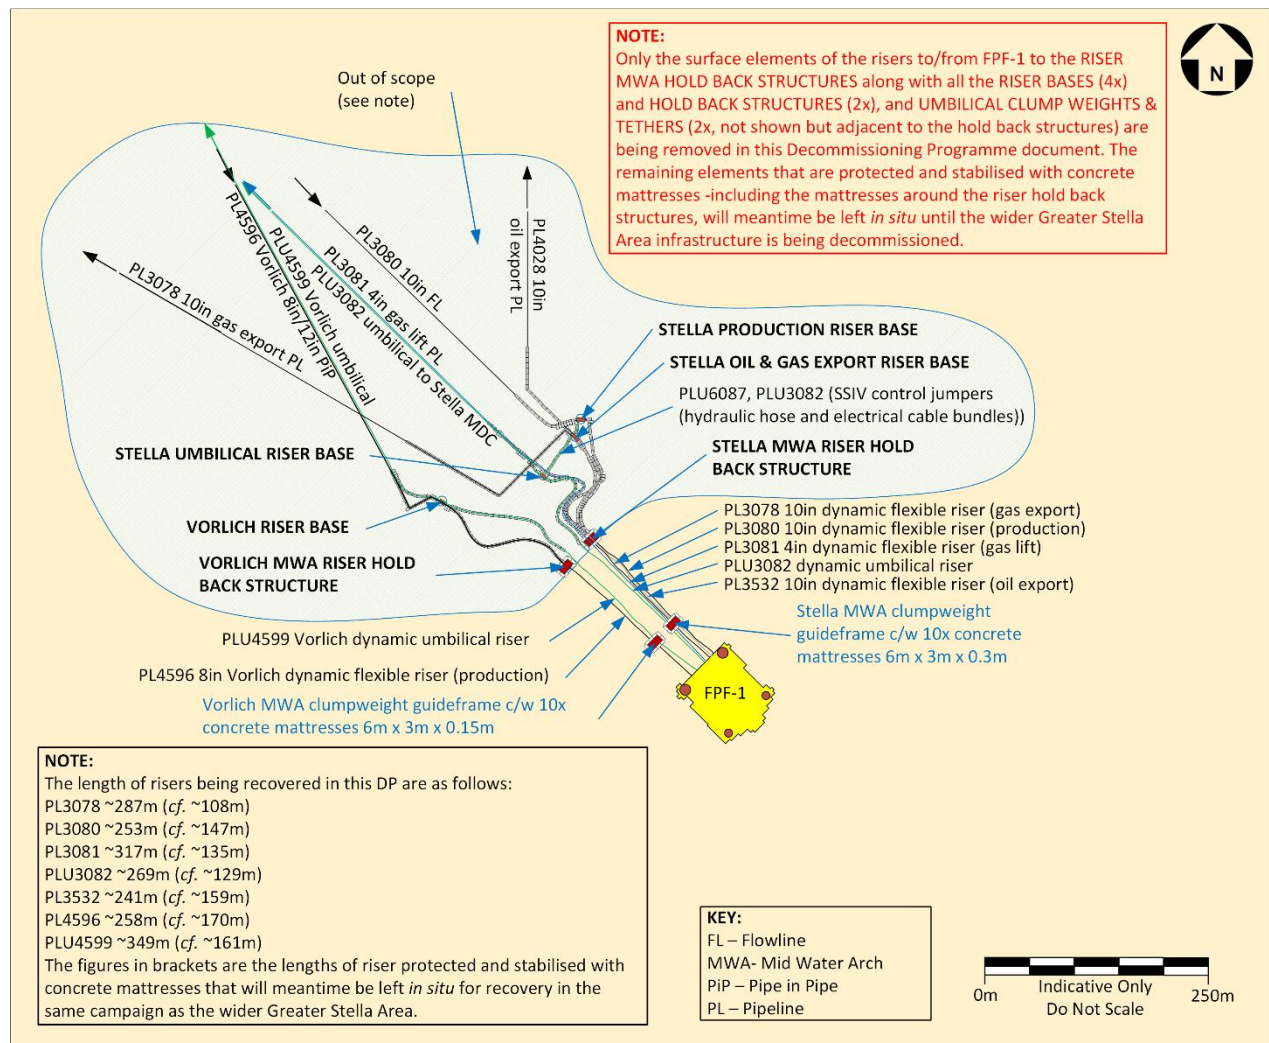 NOTE:
Only the surface elements of the risers to/from FPF-1 to the RISER
MWA HOLD BACK STRUCTURES along with all the RISER BASES (4x)
and HOLD BACK STRUCTURES (2x), and UMBILICAL CLUMP WEIGHTS &
TETHERS (2x, not shown but adjacent to the hold back structures) are
being removed in this Decommissioning Programme document. The
remaining elements that are protected and stabilised with concrete
mattresses -including the mattresses around the riser hold back
structures, will meantime be left in situ until the wider Greater Stella
Area infrastructure is being decommissioned.
N
Out of scope
(see note)
PL4596 Vorlich 8in/12in PiP
PLU4599 Vorlich umbilical
PLU3082 umbilical to Stella MDC
PL3081 4in gas lift PL
PL3080 10in FL
PL4028 10in
oil export PL
PL3078 10in gas export PL
STELLA PRODUCTION RISER BASE
STELLA OIL & GAS EXPORT RISER BASE
PLU6087, PLU3082 (SSIV control jumpers
(hydraulic hose and electrical cable bundles))
STELLA MWA RISER HOLD
BACK STRUCTURE
STELLA UMBILICAL RISER BASE
VORLICH RISER BASE
VORLICH MWA RISER HOLD
BACK STRUCTURE
PL3078 10in dynamic flexible riser (gas export)
PL3080 10in dynamic flexible riser (production)
PL3081 4in dynamic flexible riser (gas lift)
PLU3082 dynamic umbilical riser
PL3532 10in dynamic flexible riser (oil export)
Stella MWA clumpweight
guideframe c/w 10x concrete
mattresses 6m x 3m x 0.3m
PLU4599 Vorlich dynamic umbilical riser
PL4596 8in Vorlich dynamic flexible riser (production)
Vorlich MWA clumpweight guideframe c/w 10x
concrete mattresses 6m x 3m x 0.15m
FPF-1
NOTE:
The length of risers being recovered in this DP are as follows:
PL3078 ~287m (cf. ~108m)
PL3080 ~253m (cf. ~147m)
PL3081 ~317m (cf. ~135m)
PLU3082 ~269m (cf. ~129m)
PL3532 ~241m (cf. ~159m)
PL4596 ~258m (cf. ~170m)
PLU4599 ~349m (cf. ~161m)
The figures in brackets are the lengths of riser protected and stabilised with
concrete mattresses that will meantime be left in situ for recovery in the
same campaign as the wider Greater Stella Area.
KEY:
FL – Flowline
MWA- Mid Water Arch
PiP – Pipe in Pipe
PL – Pipeline
0m
Indicative Only
Do Not Scale
250m